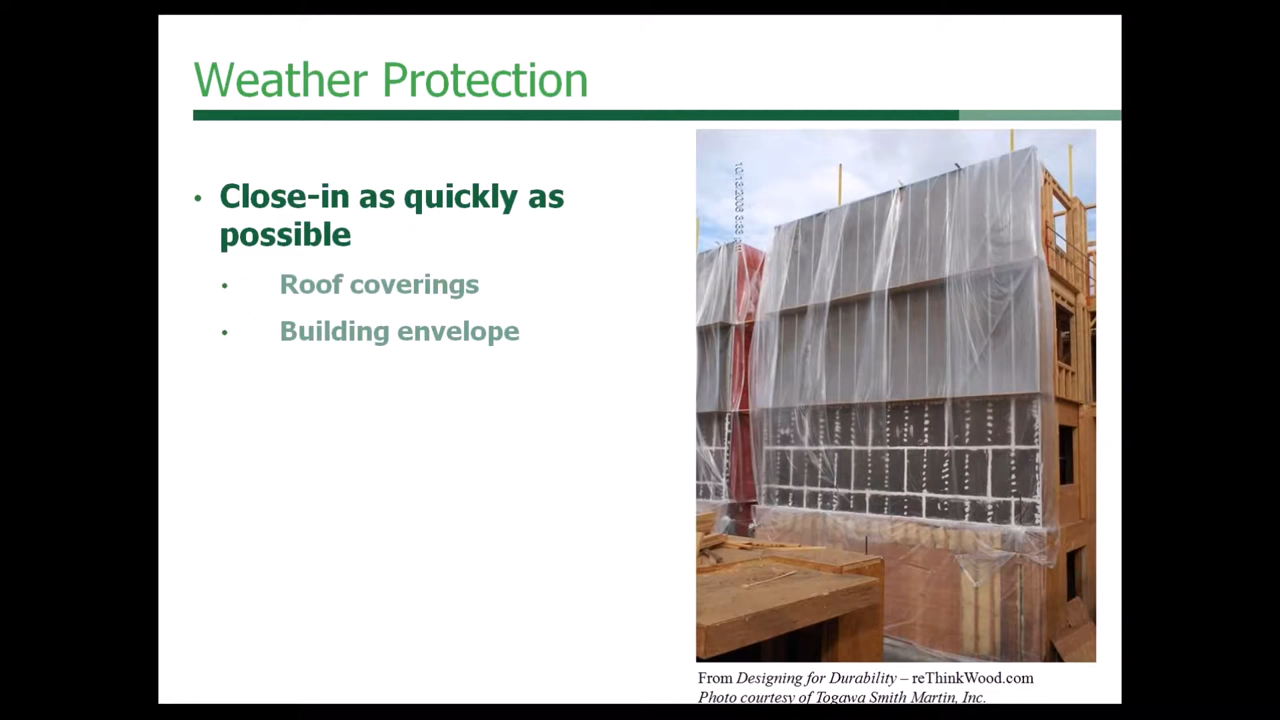 Weather Protection
• Close-in as quickly as
possible
• Roof coverings
• Building envelope
From Designing for Durability – reThinkWood.com
Photo courtesy of Togawa Smith Martin, Inc.